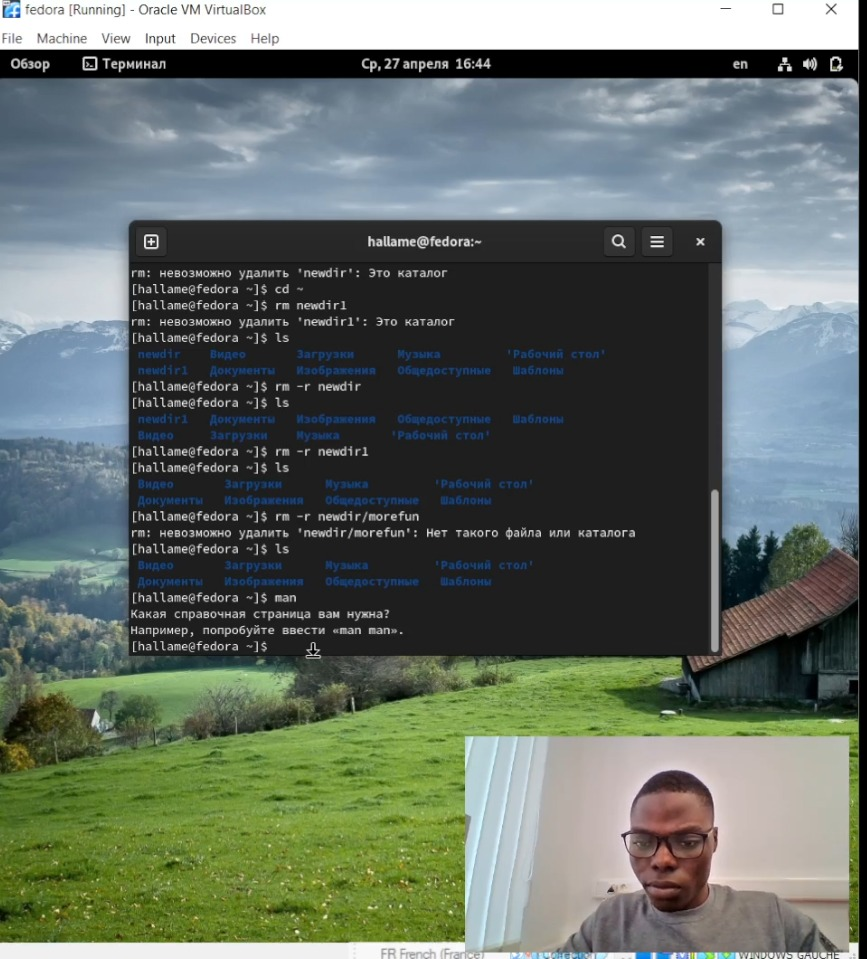 fedora [Running] - Oracle VM VirtualBox
File Machine View Input Devices Help
Обзор Терминал Ср, 27 апреля 16:44 en
hallame@fedora:~
rm: невозможно удалить 'newdir': Это каталог
[hallame@fedora ~]$ cd ~
[hallame@fedora ~]$ rm newdir1
rm: невозможно удалить 'newdir1': Это каталог
[hallame@fedora ~]$ ls
newdir Видео Загрузки Музыка 'Рабочий стол'
newdir1 Документы Изображения Общедоступные Шаблоны
[hallame@fedora ~]$ rm -r newdir
[hallame@fedora ~]$ ls
newdir1 Документы Изображения Общедоступные Шаблоны
Видео Загрузки Музыка 'Рабочий стол'
[hallame@fedora ~]$ rm -r newdir1
[hallame@fedora ~]$ ls
Видео Загрузки Музыка 'Рабочий стол'
Документы Изображения Общедоступные Шаблоны
[hallame@fedora ~]$ rm -r newdir/morefun
rm: невозможно удалить 'newdir/morefun': Нет такого файла или каталога
[hallame@fedora ~]$ ls
Видео Загрузки Музыка 'Рабочий стол'
Документы Изображения Общедоступные Шаблоны
[hallame@fedora ~]$ man
Какая справочная страница вам нужна?
Например, попробуйте ввести «man man».
[hallame@fedora ~]$
FR French (France) WINDOWS GAUCHE